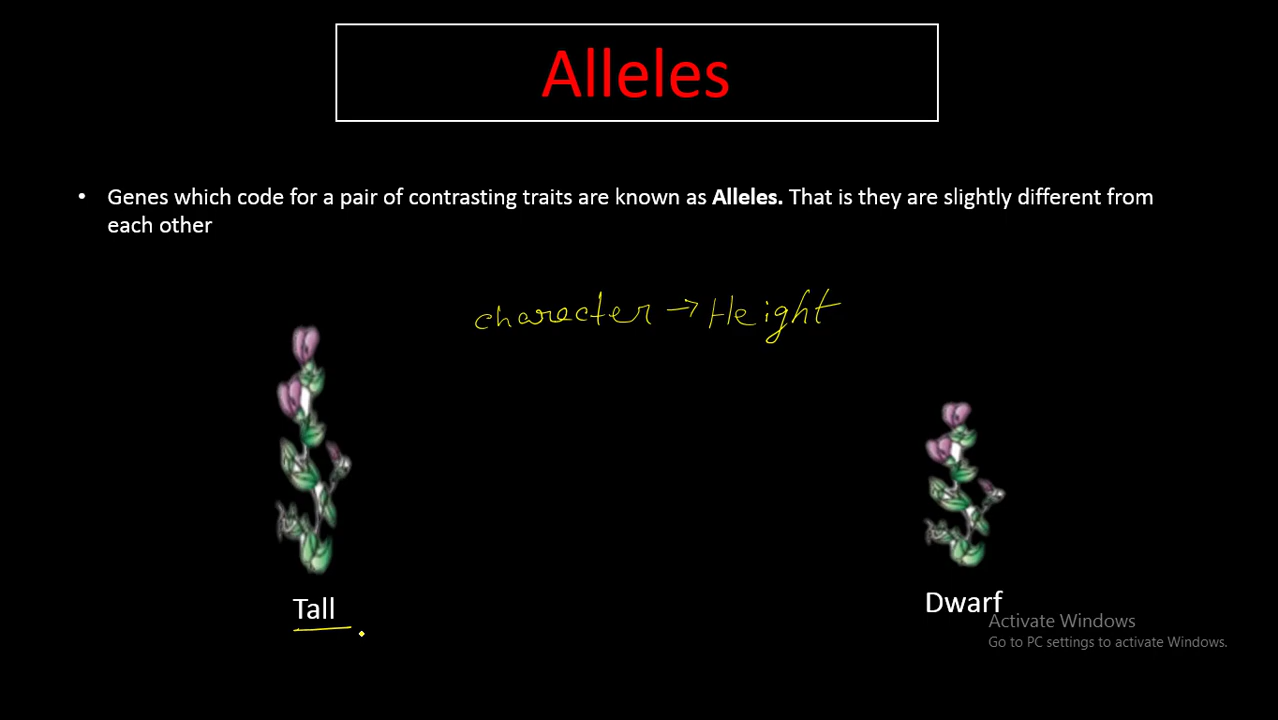 Alleles
• Genes which code for a pair of contrasting traits are known as Alleles. That is they are slightly different from
each other
charecter → Height
Tall
Dwarf
Activate Windows
Go to PC settings to activate Windows.